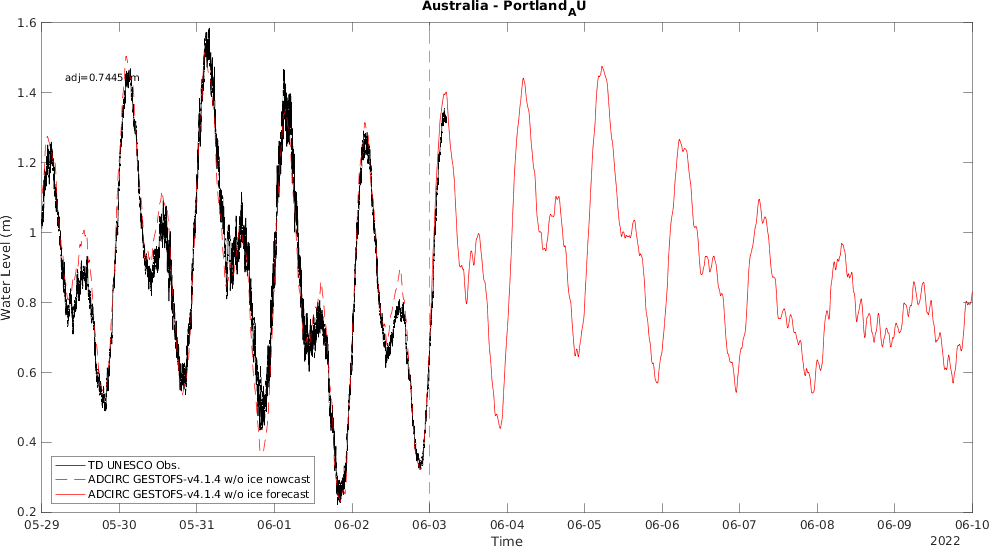 Australia - Portland_AU
adj=0.7445 m
1.6
1.4
1.2
1
0.8
0.6
0.4
0.2
Water Level (m)
TD UNESCO Obs.
ADCIRC GESTOFS-v4.1.4 w/o ice nowcast
ADCIRC GESTOFS-v4.1.4 w/o ice forecast
05-29 05-30 05-31 06-01 06-02 06-03 06-04 06-05 06-06 06-07 06-08 06-09 06-10
Time
2022